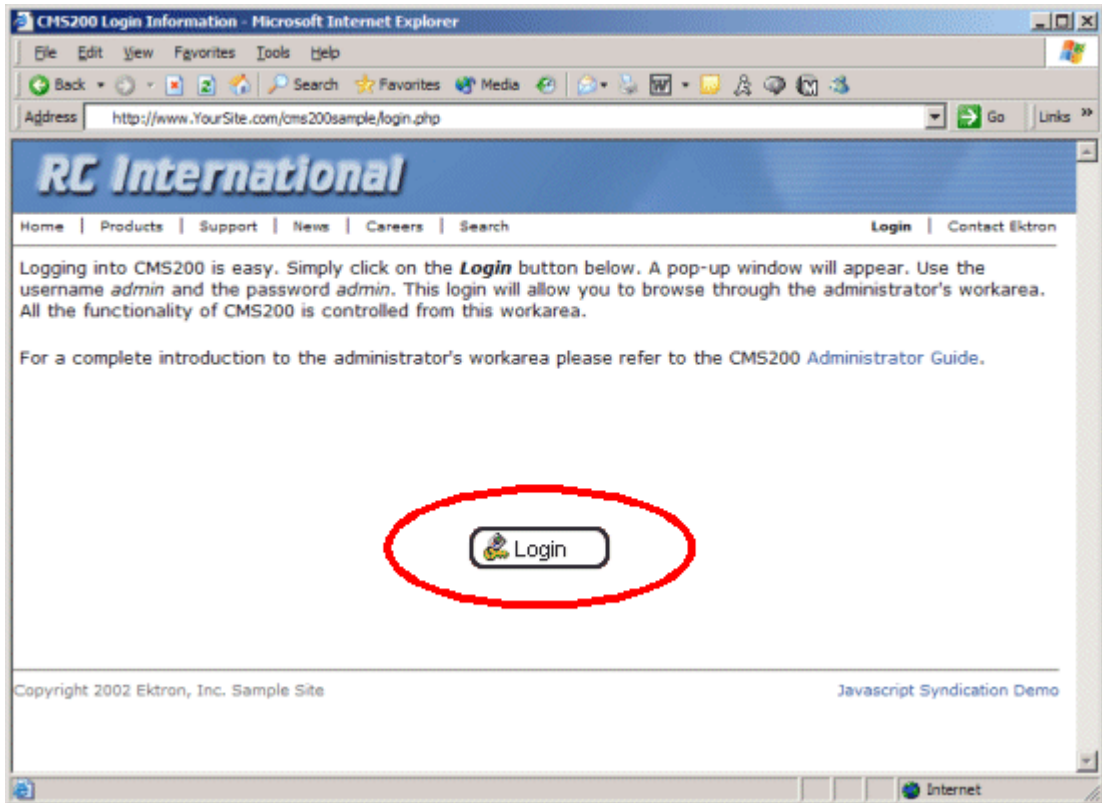 CMS200 Login Information - Microsoft Internet Explorer
File Edit View Favorites Tools Help
Back Search Favorites Media
Address http://www.YourSite.com/cms200sample/login.php Go Links »
RC International
Home | Products | Support | News | Careers | Search Login | Contact Ektron
Logging into CMS200 is easy. Simply click on the Login button below. A pop-up window will appear. Use the
username admin and the password admin. This login will allow you to browse through the administrator's workarea.
All the functionality of CMS200 is controlled from this workarea.
For a complete introduction to the administrator's workarea please refer to the CMS200 Administrator Guide.
Login
Copyright 2002 Ektron, Inc. Sample Site Javascript Syndication Demo
Internet